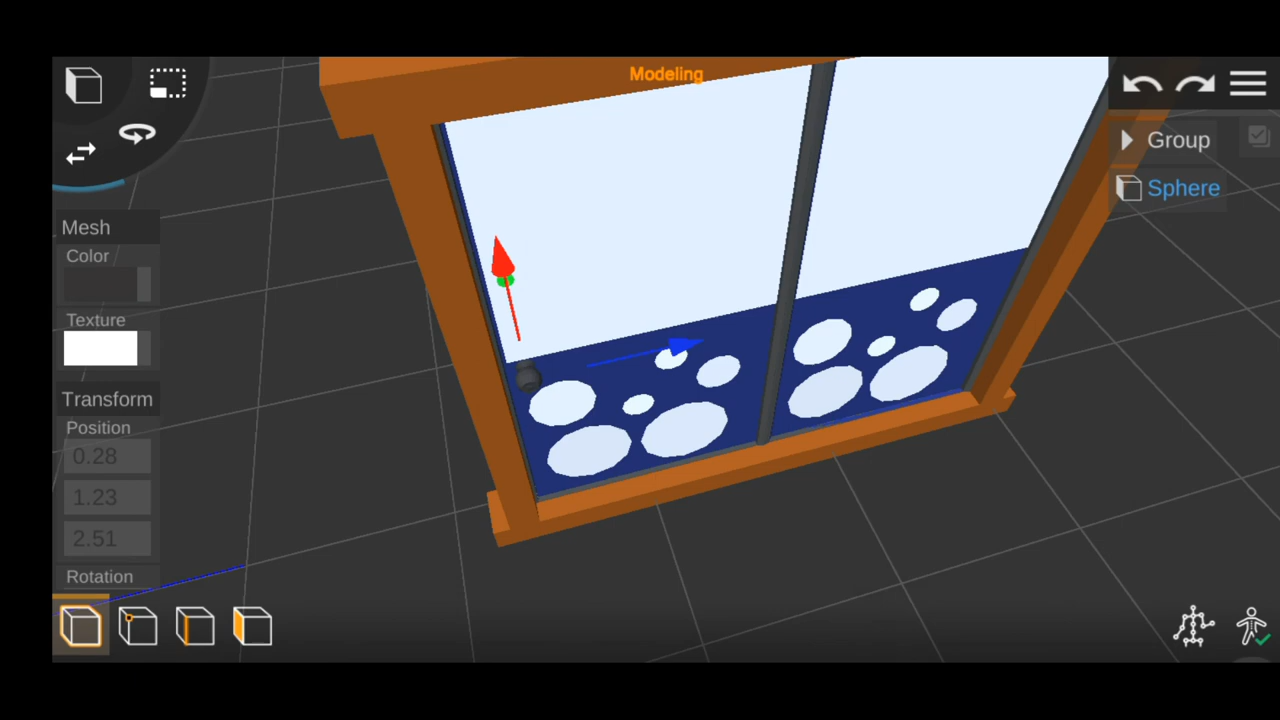 Modeling
Group
Sphere
Mesh
Color
Texture
Transform
Position
0.28
1.23
2.51
Rotation